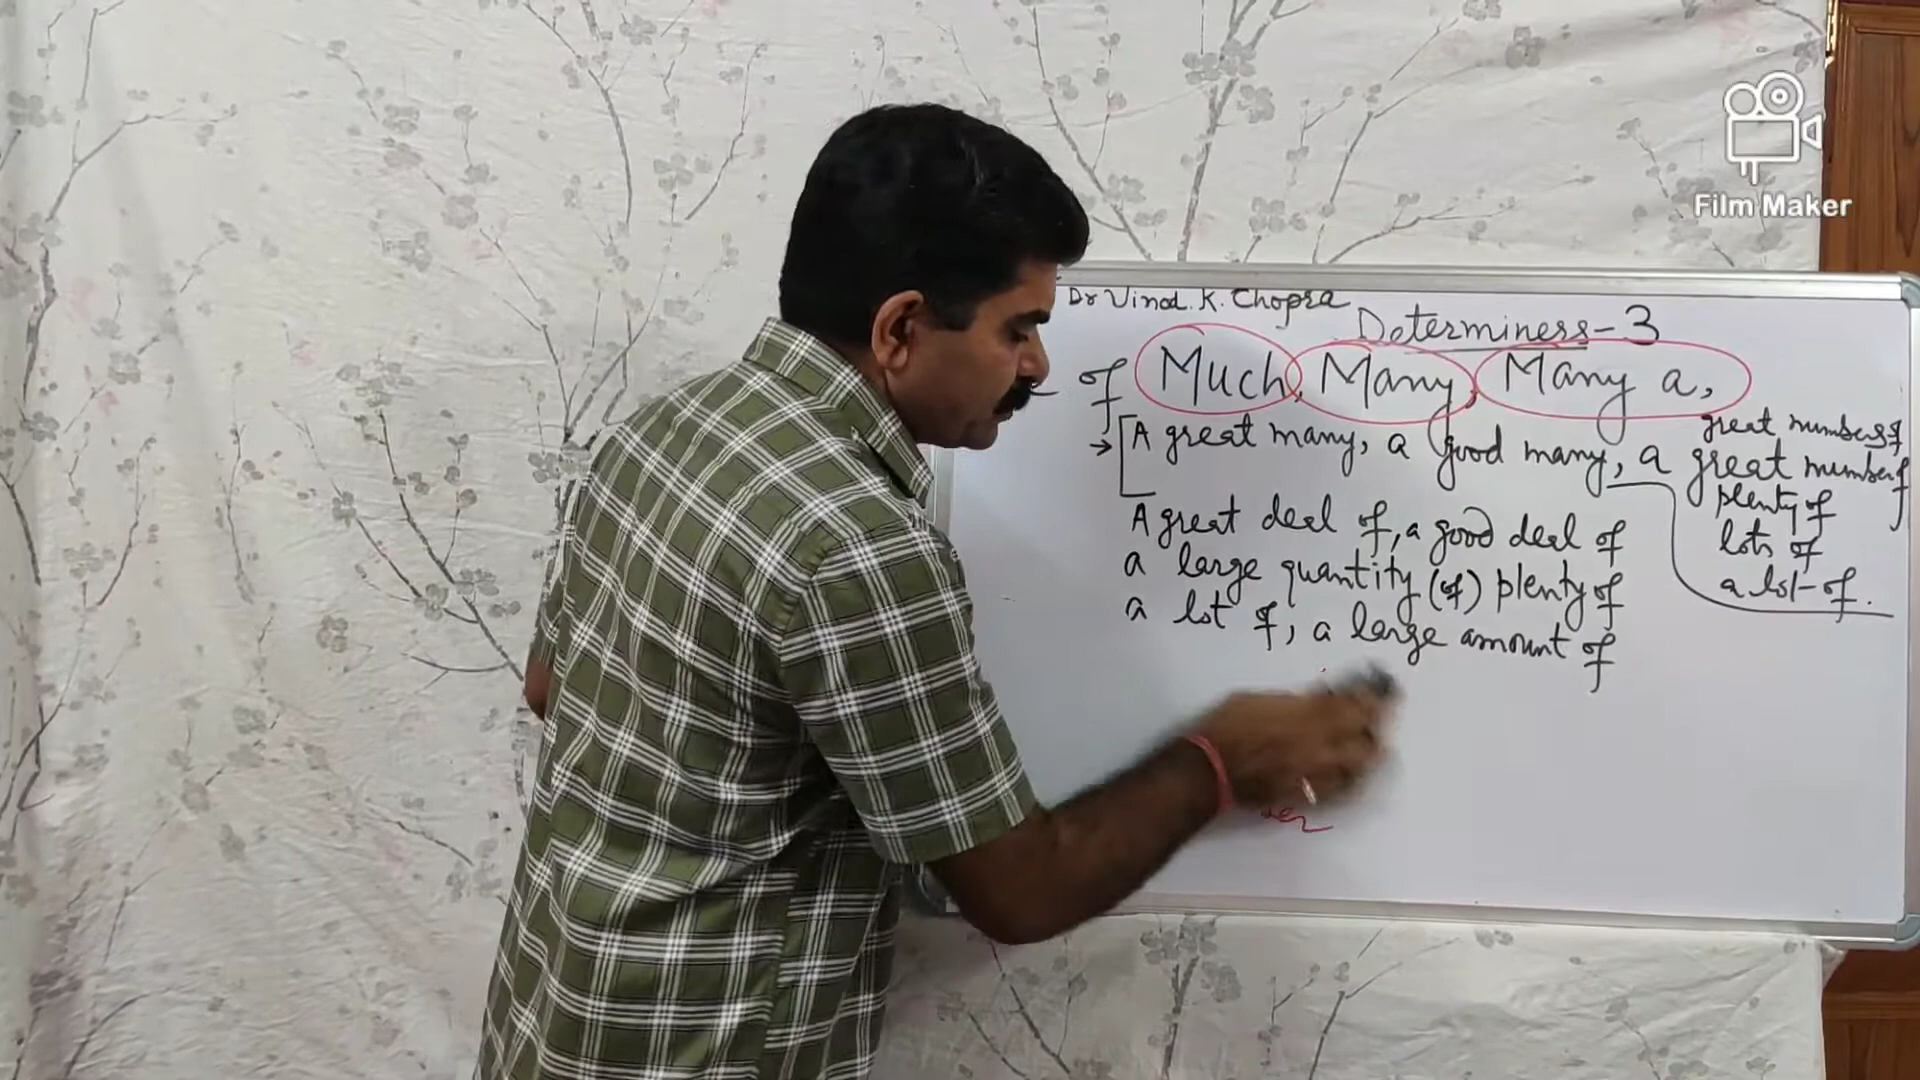 Film Maker
Dr Vinod. K. Chopra
Determiners-3
of Much, Many, Many a,
great numbers of
→ A great many, a good many, a great number of
plenty of
A great deal of, a good deal of
lots of
a large quantity (of) plenty of
a lot of.
a lot of, a large amount of